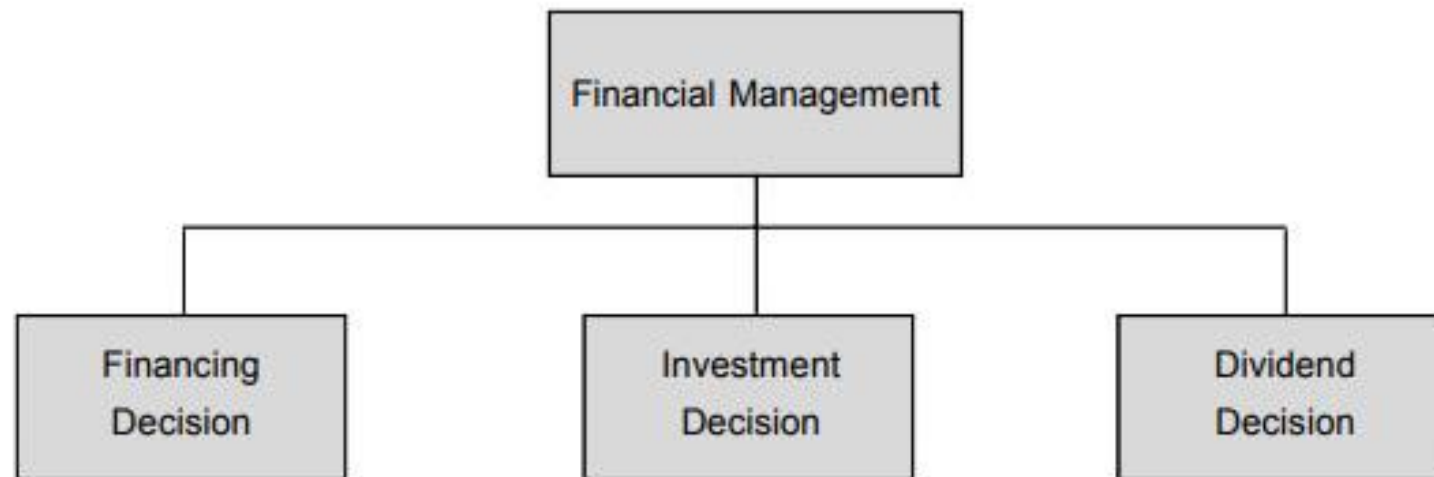 Financial Management
Financing
Decision
Investment
Decision
Dividend
Decision